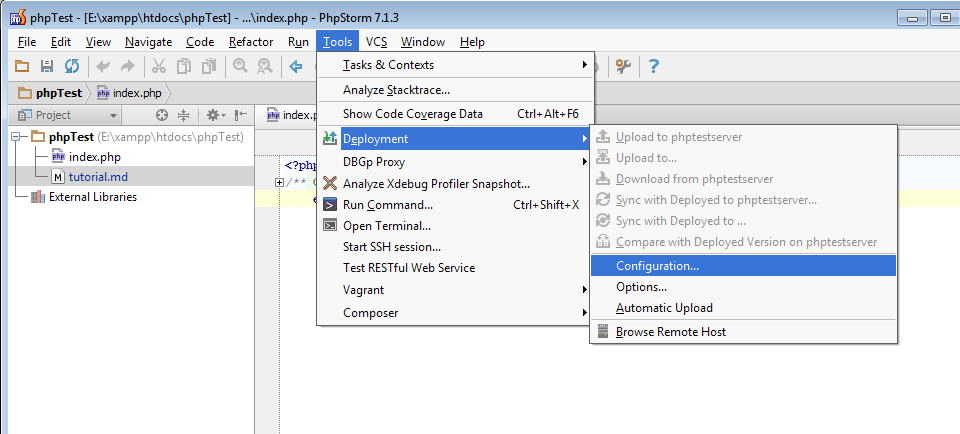 phpTest - [E:\xampp\htdocs\phpTest] - ...\index.php - PhpStorm 7.1.3
File Edit View Navigate Code Refactor Run Tools VCS Window Help
phpTest index.php
Project
phpTest (E:\xampp\htdocs\phpTest)
index.php
tutorial.md
External Libraries
index.p
<?php
/**
e
Tasks & Contexts
Analyze Stacktrace...
Show Code Coverage Data Ctrl+Alt+F6
Deployment
DBGp Proxy
Analyze Xdebug Profiler Snapshot...
Run Command... Ctrl+Shift+X
Open Terminal...
Start SSH session...
Test RESTful Web Service
Vagrant
Composer
Upload to phptestserver
Upload to...
Download from phptestserver
Sync with Deployed to phptestserver...
Sync with Deployed to ...
Compare with Deployed Version on phptestserver
Configuration...
Options...
Automatic Upload
Browse Remote Host